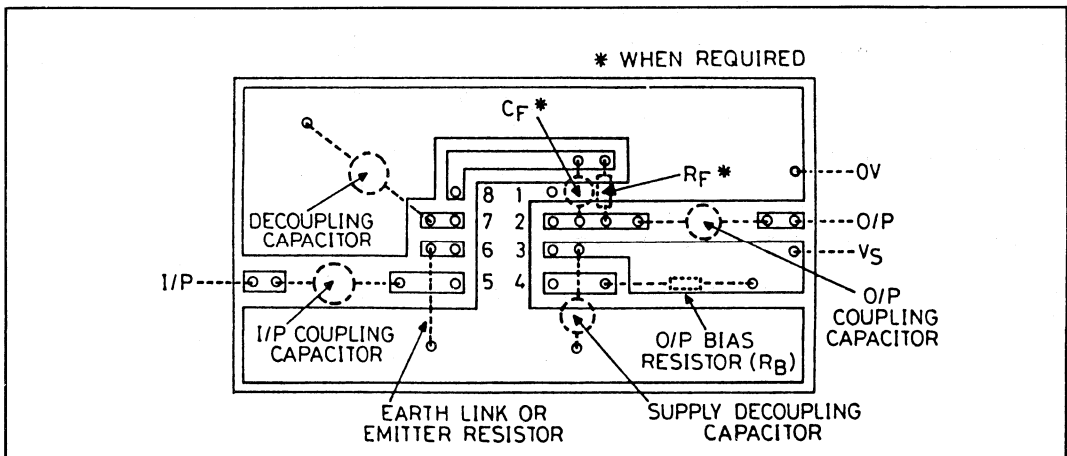 * WHEN REQUIRED
CF *
RF *
0V
DECOUPLING
CAPACITOR
8 1
7 2
6 3
5 4
O/P
VS
I/P
I/P COUPLING
CAPACITOR
O/P
COUPLING
CAPACITOR
O/P BIAS
RESISTOR (RB)
EARTH LINK OR
EMITTER RESISTOR
SUPPLY DECOUPLING
CAPACITOR